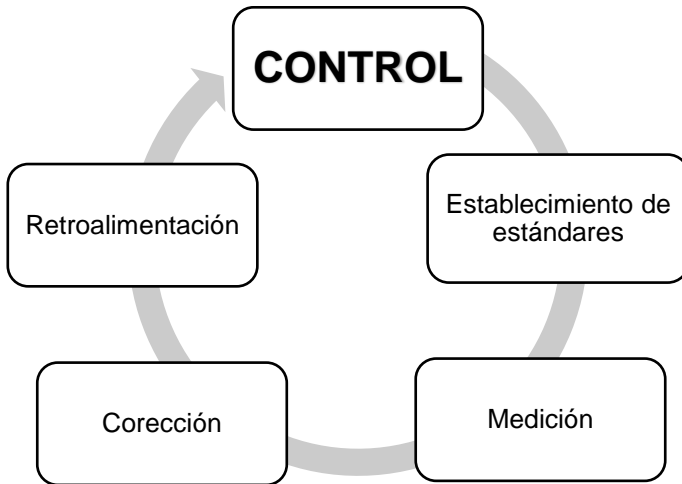 CONTROL
Establecimiento de
estándares
Medición
Corección
Retroalimentación